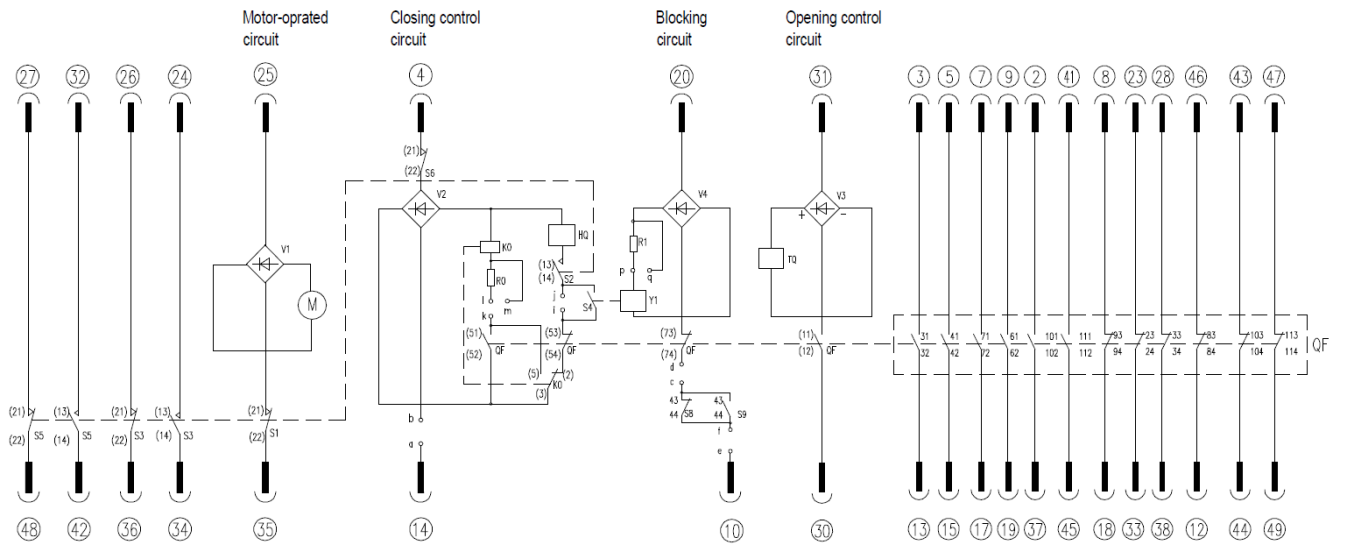 Motor-oprated circuit
Closing control circuit
Blocking circuit
Opening control circuit
27 32 26 24 25 4 20 31 3 5 7 9 2 41 8 23 28 46 43 47
(21)
(22) S6
V2
V4
V3
+ -
V1
M
K0
R0
l
m
k
HQ
(13)
(14) S2
j
i
S4
R1
p q
Y1
TQ
(51)
(52) QF
(53)
(54) QF
(5) (2)
K0
(3)
(73)
(74) QF
d
c
43 43
44 S8 44 S9
f
e
(11)
(12) QF
31 41 71 61 101 111 93 23 33 83 103 113
32 42 72 62 102 112 94 24 34 84 104 114
QF
b
a
(21) (13) (21) (13) (21)
(22) S5 (14) S5 (22) S3 (14) S3 (22) S1
48 42 36 34 35 14 10 30 13 15 17 19 37 45 18 33 38 12 44 49